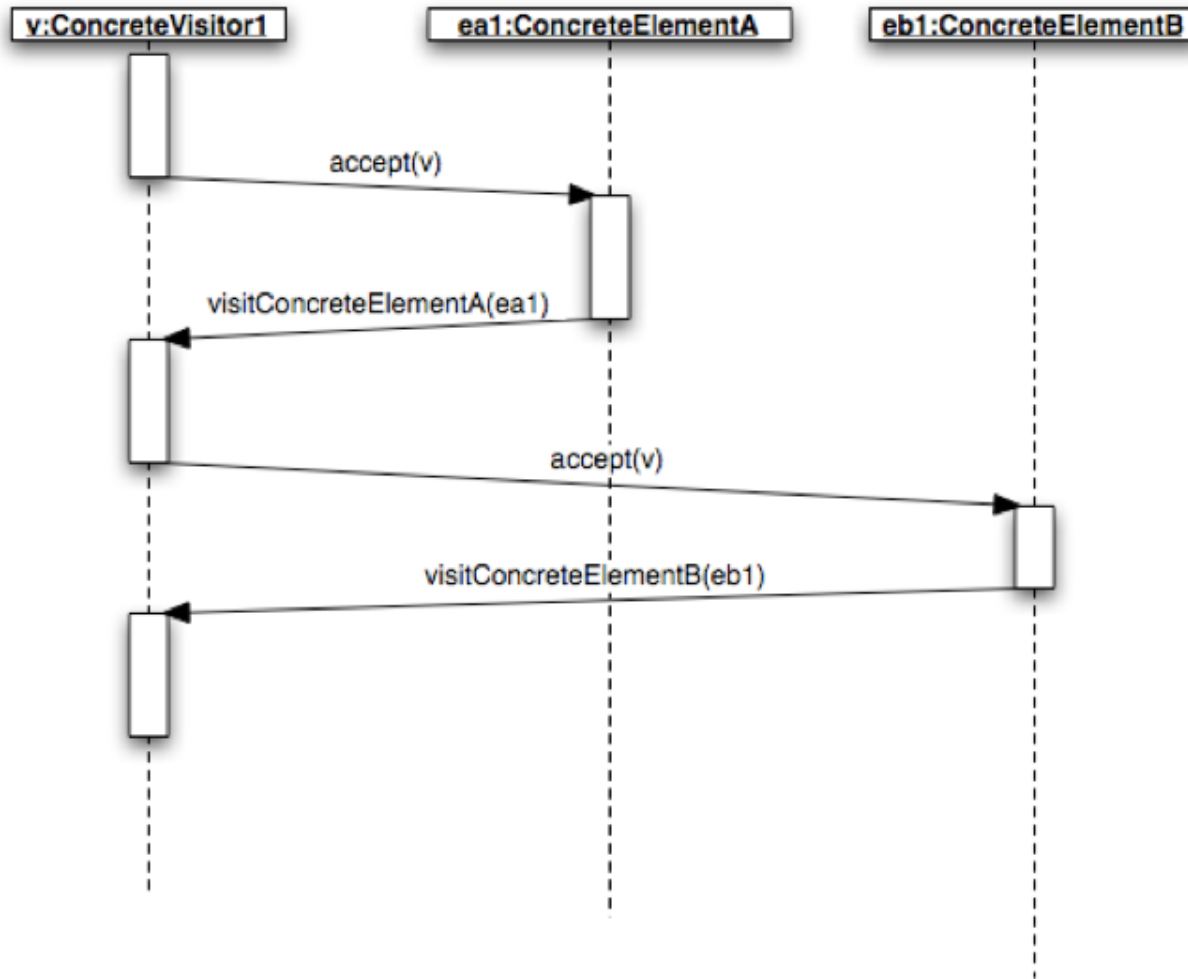 v:ConcreteVisitor1
ea1:ConcreteElementA
eb1:ConcreteElementB
accept(v)
visitConcreteElementA(ea1)
accept(v)
visitConcreteElementB(eb1)